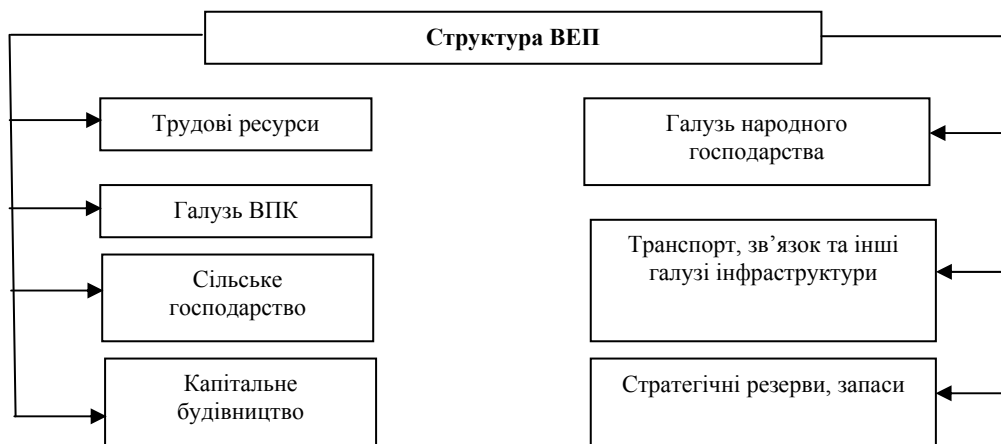 Структура ВЕП
Трудові ресурси
Галузь ВПК
Сільське
господарство
Капітальне
будівництво
Галузь народного
господарства
Транспорт, зв’язок та інші
галузі інфраструктури
Стратегічні резерви, запаси